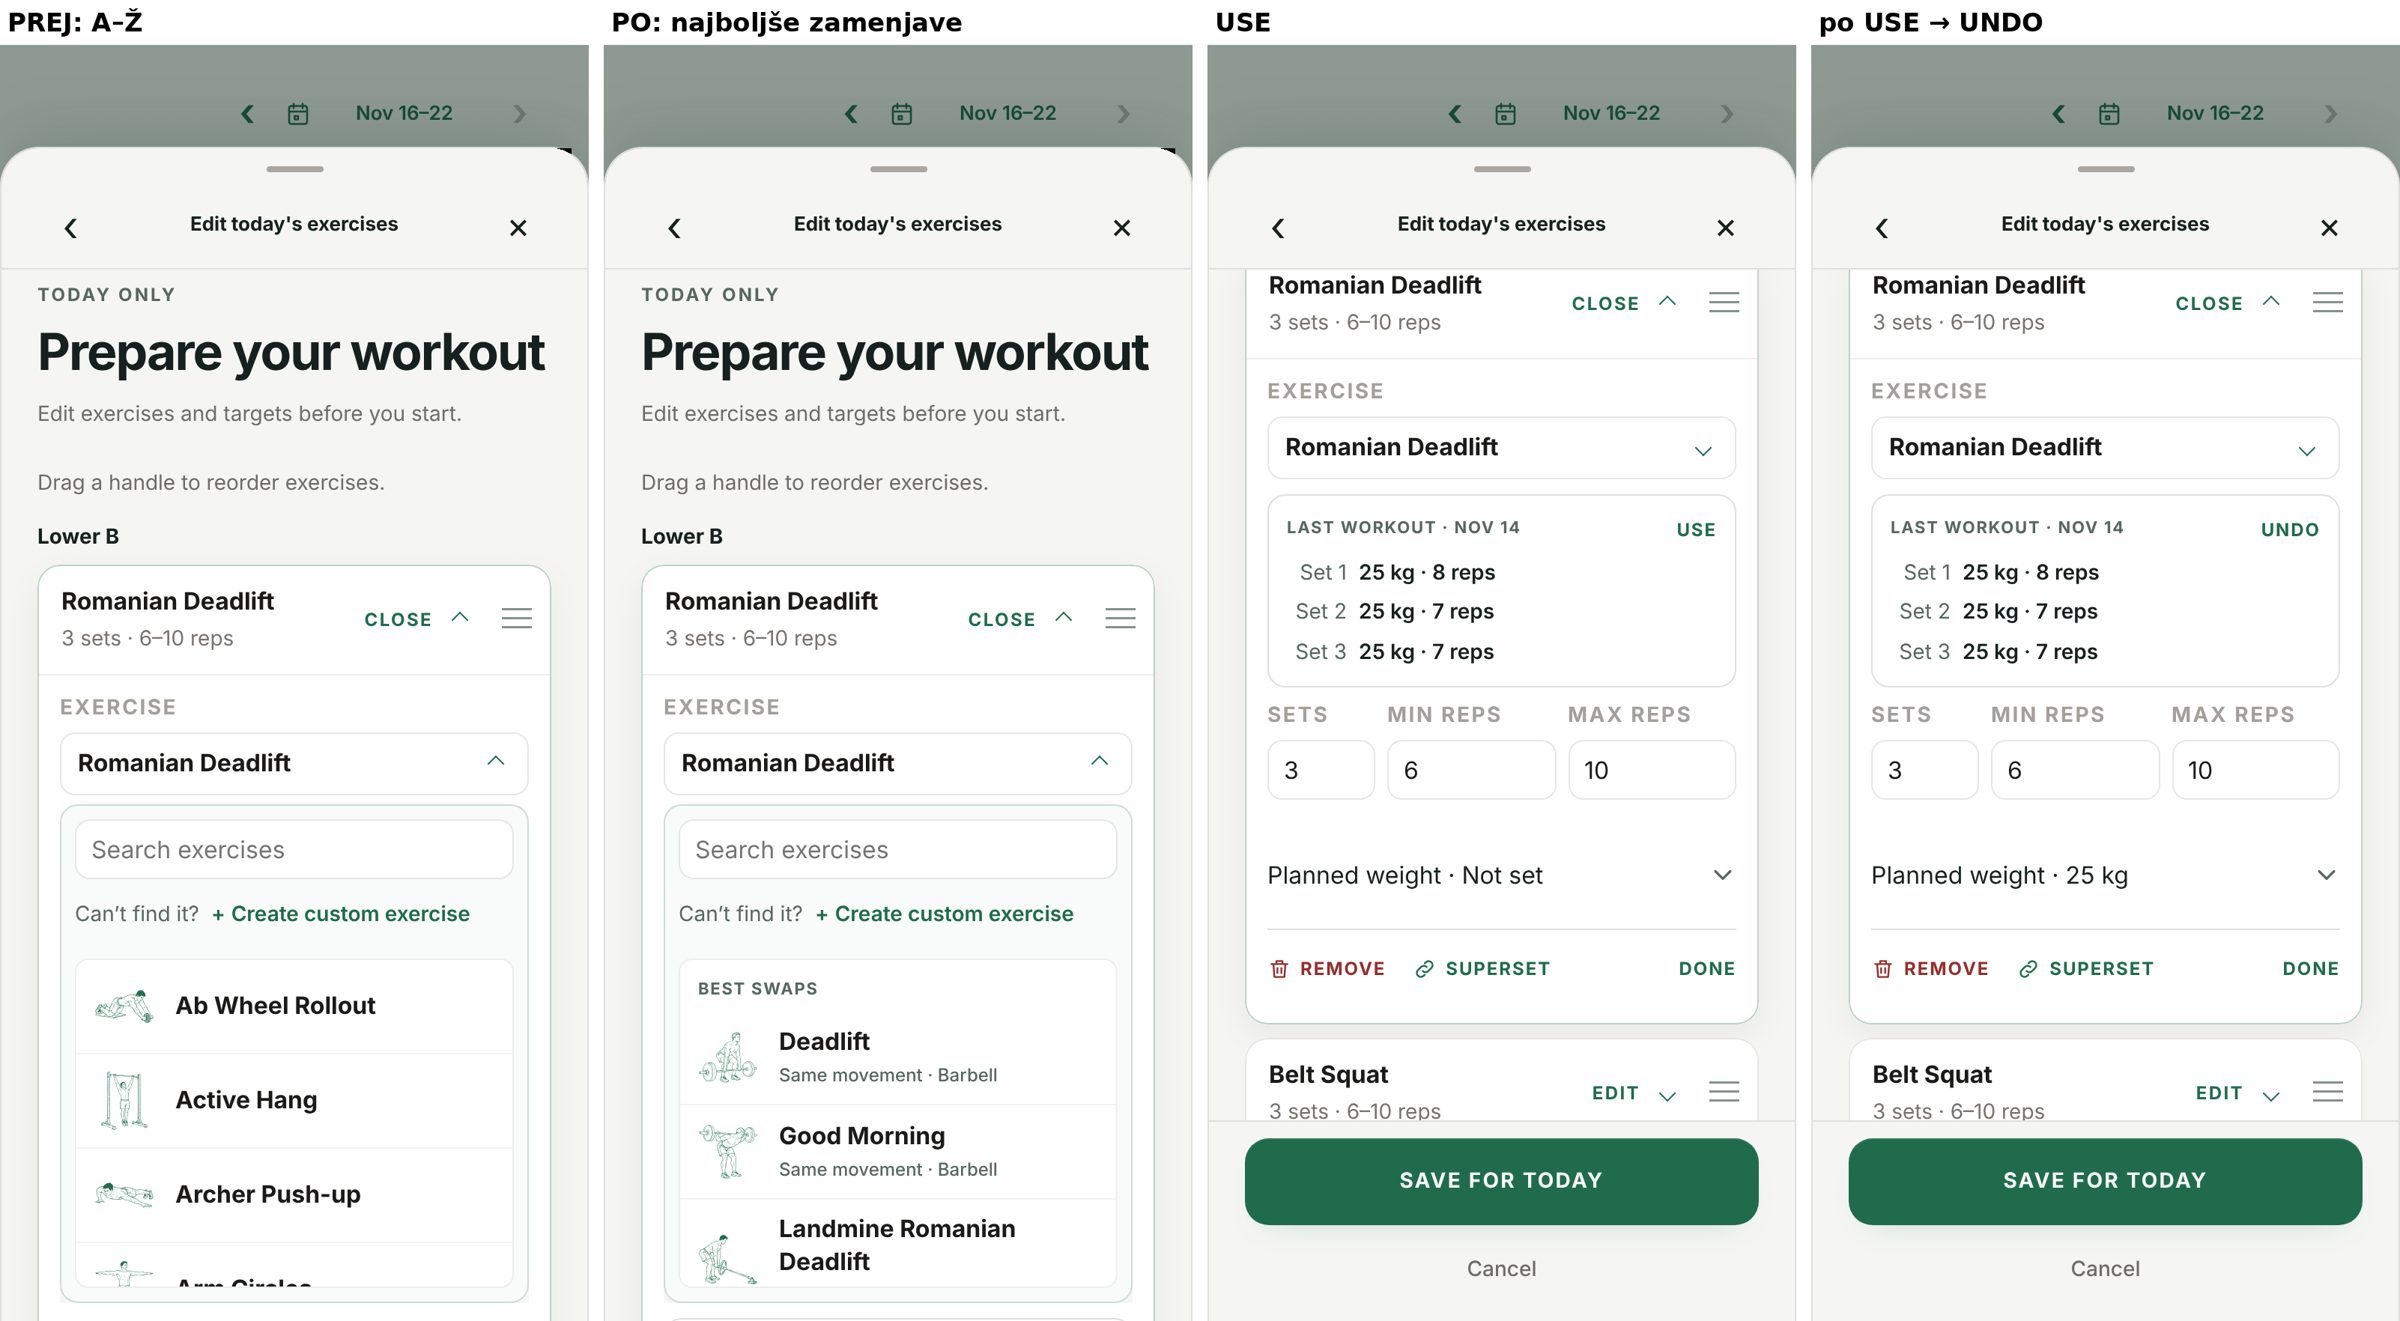 PREJ: A–Ž
Nov 16–22
Edit today's exercises
TODAY ONLY
Prepare your workout
Edit exercises and targets before you start.
Drag a handle to reorder exercises.
Lower B
Romanian Deadlift
3 sets · 6–10 reps
CLOSE
EXERCISE
Romanian Deadlift
Search exercises
Can't find it? + Create custom exercise
Ab Wheel Rollout
Active Hang
Archer Push-up
Arm Circles
PO: najboljše zamenjave
Nov 16–22
Edit today's exercises
TODAY ONLY
Prepare your workout
Edit exercises and targets before you start.
Drag a handle to reorder exercises.
Lower B
Romanian Deadlift
3 sets · 6–10 reps
CLOSE
EXERCISE
Romanian Deadlift
Search exercises
Can't find it? + Create custom exercise
BEST SWAPS
Deadlift
Same movement · Barbell
Good Morning
Same movement · Barbell
Landmine Romanian
Deadlift
USE
Nov 16–22
Edit today's exercises
Romanian Deadlift
3 sets · 6–10 reps
CLOSE
EXERCISE
Romanian Deadlift
LAST WORKOUT · NOV 14
USE
Set 1 25 kg · 8 reps
Set 2 25 kg · 7 reps
Set 3 25 kg · 7 reps
SETS MIN REPS MAX REPS
3 6 10
Planned weight · Not set
REMOVE SUPERSET DONE
Belt Squat
3 sets · 6–10 reps
EDIT
SAVE FOR TODAY
Cancel
po USE → UNDO
Nov 16–22
Edit today's exercises
Romanian Deadlift
3 sets · 6–10 reps
CLOSE
EXERCISE
Romanian Deadlift
LAST WORKOUT · NOV 14
UNDO
Set 1 25 kg · 8 reps
Set 2 25 kg · 7 reps
Set 3 25 kg · 7 reps
SETS MIN REPS MAX REPS
3 6 10
Planned weight · 25 kg
REMOVE SUPERSET DONE
Belt Squat
3 sets · 6–10 reps
EDIT
SAVE FOR TODAY
Cancel